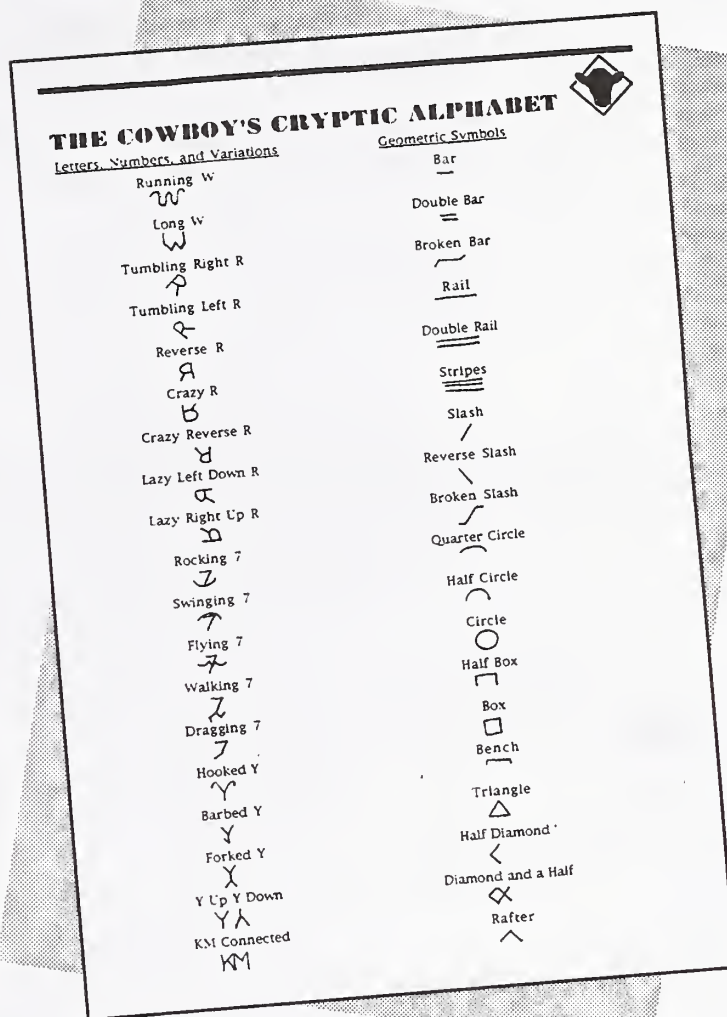 THE COWBOY'S CRYPTIC ALPHABET
Letters, Numbers, and Variations
Running W
Long W
Tumbling Right R
Tumbling Left R
Reverse R
Crazy R
Crazy Reverse R
Lazy Left Down R
Lazy Right Up R
Rocking 7
Swinging 7
Flying 7
Walking 7
Dragging 7
Hooked Y
Barbed Y
Forked Y
Y Up Y Down
KM Connected
KM
Geometric Symbols
Bar
Double Bar
Broken Bar
Rail
Double Rail
Stripes
Slash
Reverse Slash
Broken Slash
Quarter Circle
Half Circle
Circle
Half Box
Box
Bench
Triangle
Half Diamond
Diamond and a Half
Rafter